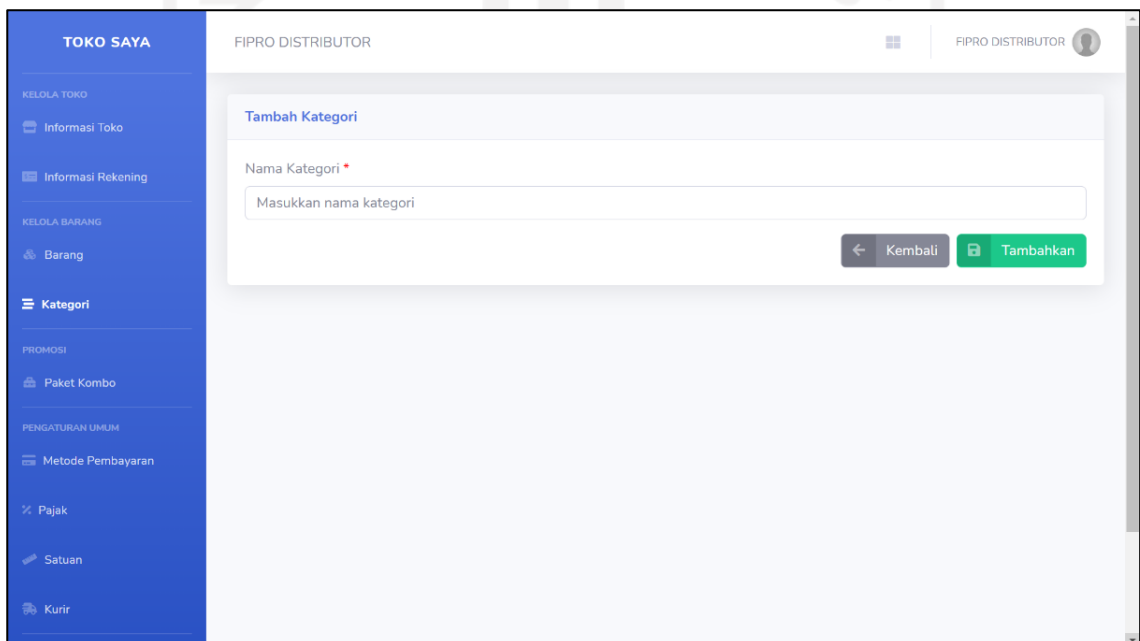 TOKO SAYA
KELOLA TOKO
Informasi Toko
Informasi Rekening
KELOLA BARANG
Barang
Kategori
PROMOSI
Paket Kombo
PENGATURAN UMUM
Metode Pembayaran
Pajak
Satuan
Kurir
FIPRO DISTRIBUTOR
FIPRO DISTRIBUTOR
Tambah Kategori
Nama Kategori *
Masukkan nama kategori
Kembali
Tambahkan